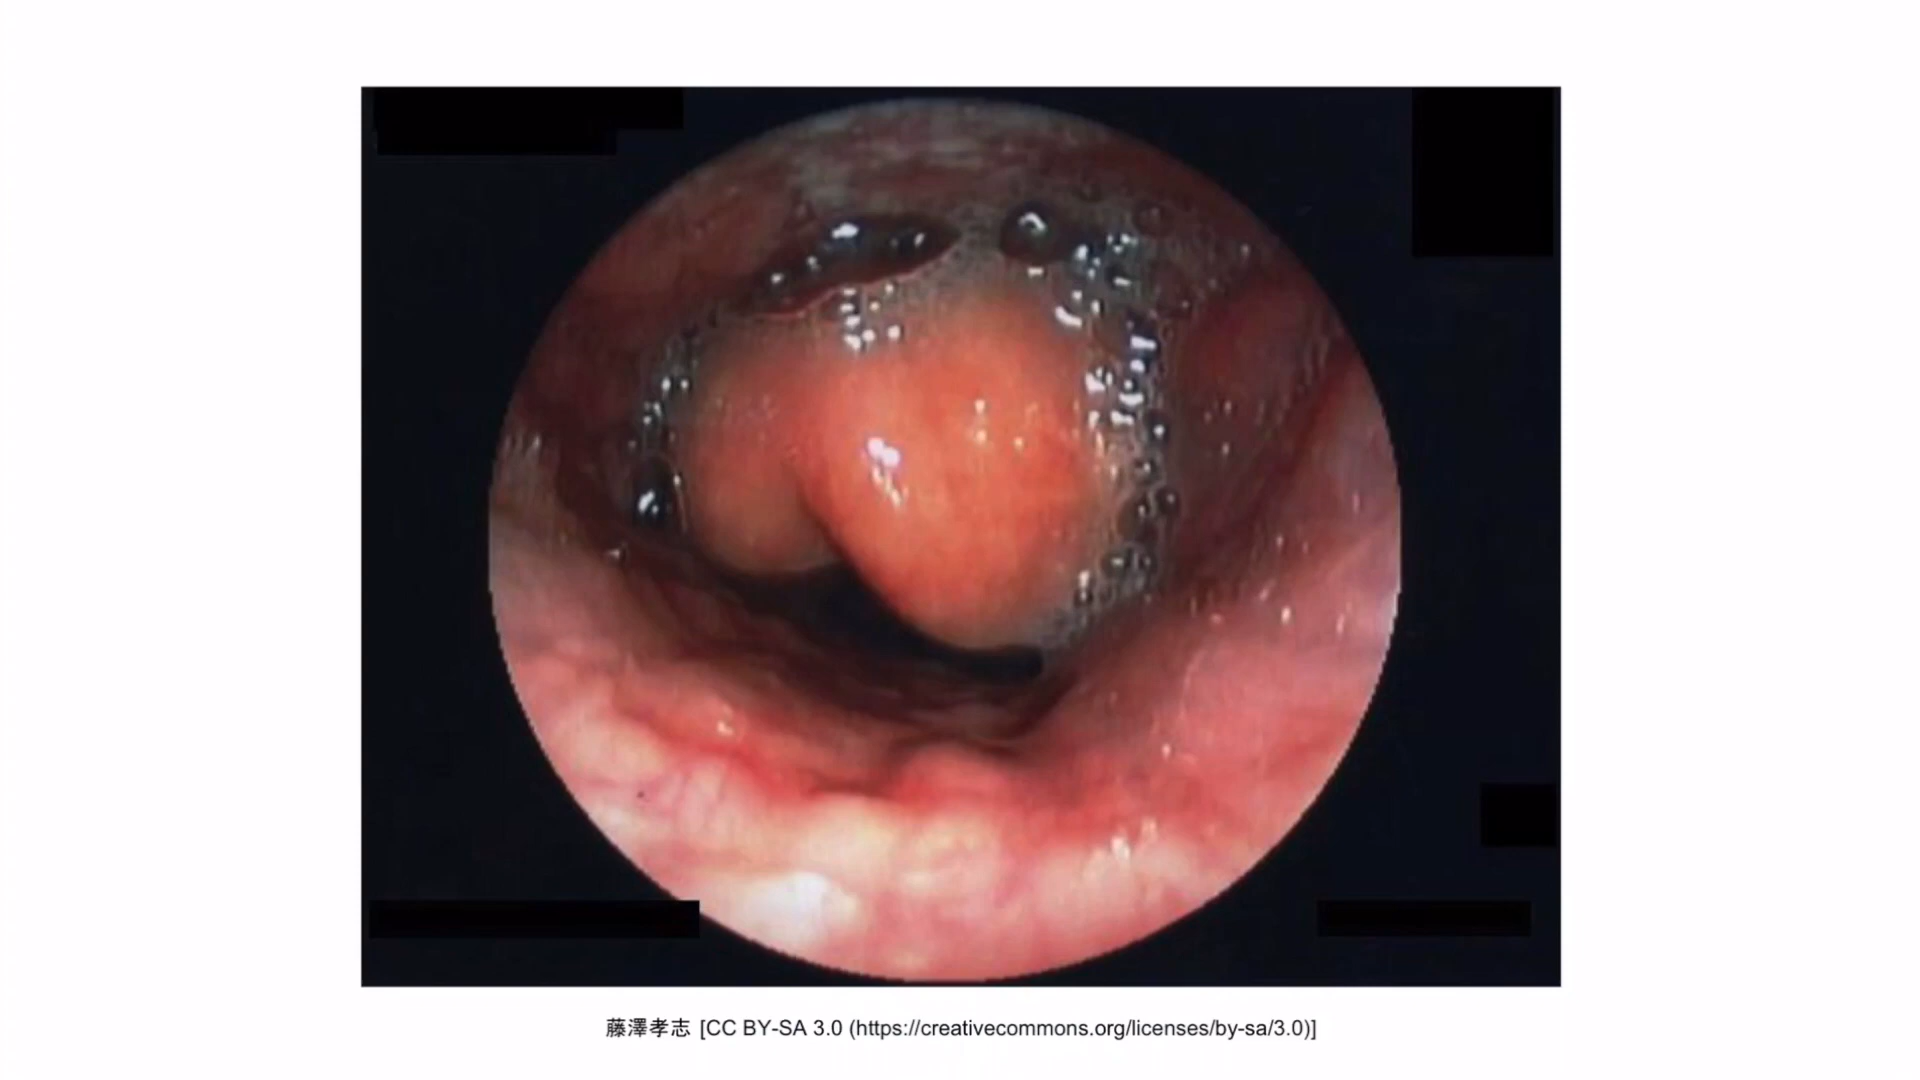 藤澤孝志 [CC BY-SA 3.0 (https://creativecommons.org/licenses/by-sa/3.0)]